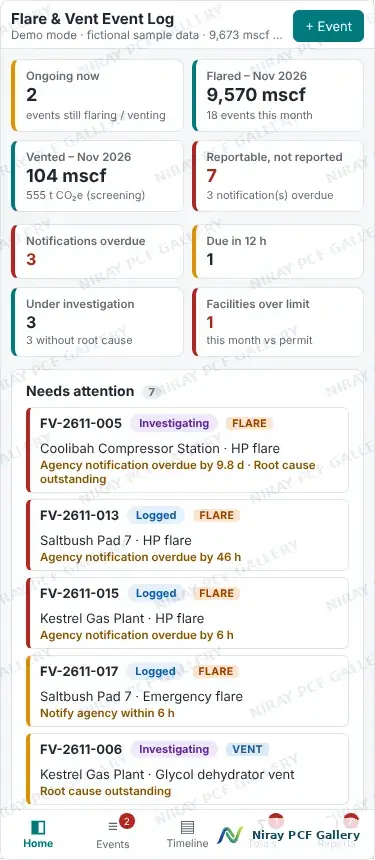 Flare & Vent Event Log
Demo mode · fictional sample data · 9,673 mscf ...
+ Event
Ongoing now
2
events still flaring / venting
Flared – Nov 2026
9,570 mscf
18 events this month
Vented – Nov 2026
104 mscf
555 t CO₂e (screening)
Reportable, not reported
7
3 notification(s) overdue
Notifications overdue
3
Due in 12 h
1
Under investigation
3
3 without root cause
Facilities over limit
1
this month vs permit
Needs attention 7
FV-2611-005 Investigating FLARE
Coolibah Compressor Station · HP flare
Agency notification overdue by 9.8 d · Root cause
outstanding
FV-2611-013 Logged FLARE
Saltbush Pad 7 · HP flare
Agency notification overdue by 46 h
FV-2611-015 Logged FLARE
Kestrel Gas Plant · HP flare
Agency notification overdue by 6 h
FV-2611-017 Logged FLARE
Saltbush Pad 7 · Emergency flare
Notify agency within 6 h
FV-2611-006 Investigating VENT
Kestrel Gas Plant · Glycol dehydrator vent
Root cause outstanding
Home
Events 2
Timeline
Niray PCF Gallery
NIRAY PCF GALLERY